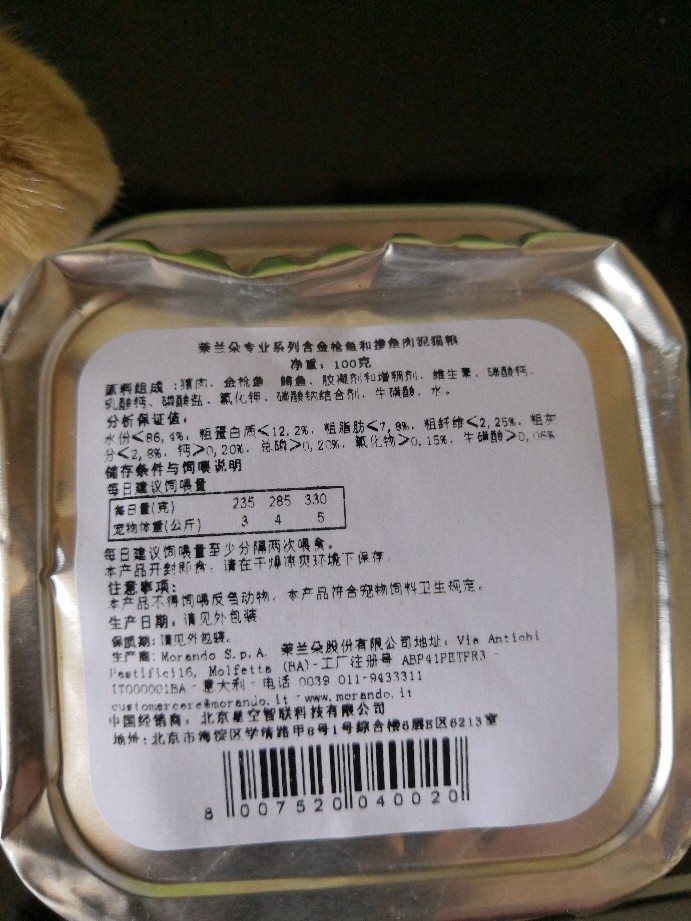 莱兰朵专业系列含金枪鱼和鳟鱼肉泥猫粮
净重：100克
原料组成：猪肉、金枪鱼、鳟鱼、胶凝剂和增稠剂、维生素、碳酸钙、
乳酸钙、磷酸盐、氯化钾、碳酸钠结合剂、牛磺酸、水。
分析保证值：
水份≤86,4%，粗蛋白质≤12,2%，粗脂肪≤7,8%，粗纤维≤2,25%，粗灰
分≤2,8%，钙≥0,20%，总磷≥0,20%，氯化物≥0,15%，牛磺酸≥0,06%
储存条件与饲喂说明
每日建议饲喂量
每日量(克) 235 285 330
宠物体重(公斤) 3 4 5
每日建议饲喂量至少分隔两次喂食。
本产品开封即食，请在干燥凉爽环境下保存
注意事项：
本产品不得饲喂反刍动物，本产品符合宠物饲料卫生规定。
生产日期：请见外包装
保质期：请见外包装。
生产商：Morando S.p.A. 莱兰朵股份有限公司地址：Via Antichi
Pastifici16, Molfetta (BA)-工厂注册号 ABP41PETFR3 -
IT000001BA - 意大利 - 电话 0039 011-9433311
customercare@morando.it - www.morando.it
中国经销商：北京星空智联科技有限公司
地址：北京市海淀区学清路甲8号1号综合楼6层E区6213室
8 007520 040020